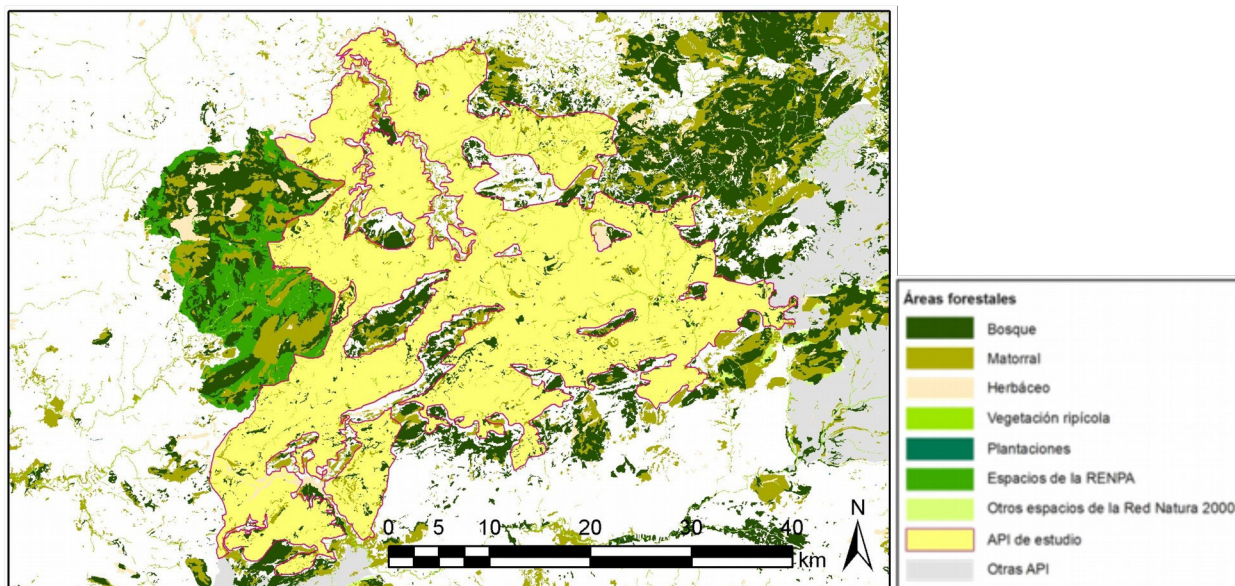 N
0 5 10 20 30 40
km
Áreas forestales
Bosque
Matorral
Herbáceo
Vegetación ripícola
Plantaciones
Espacios de la RENPA
Otros espacios de la Red Natura 2000
API de estudio
Otras API